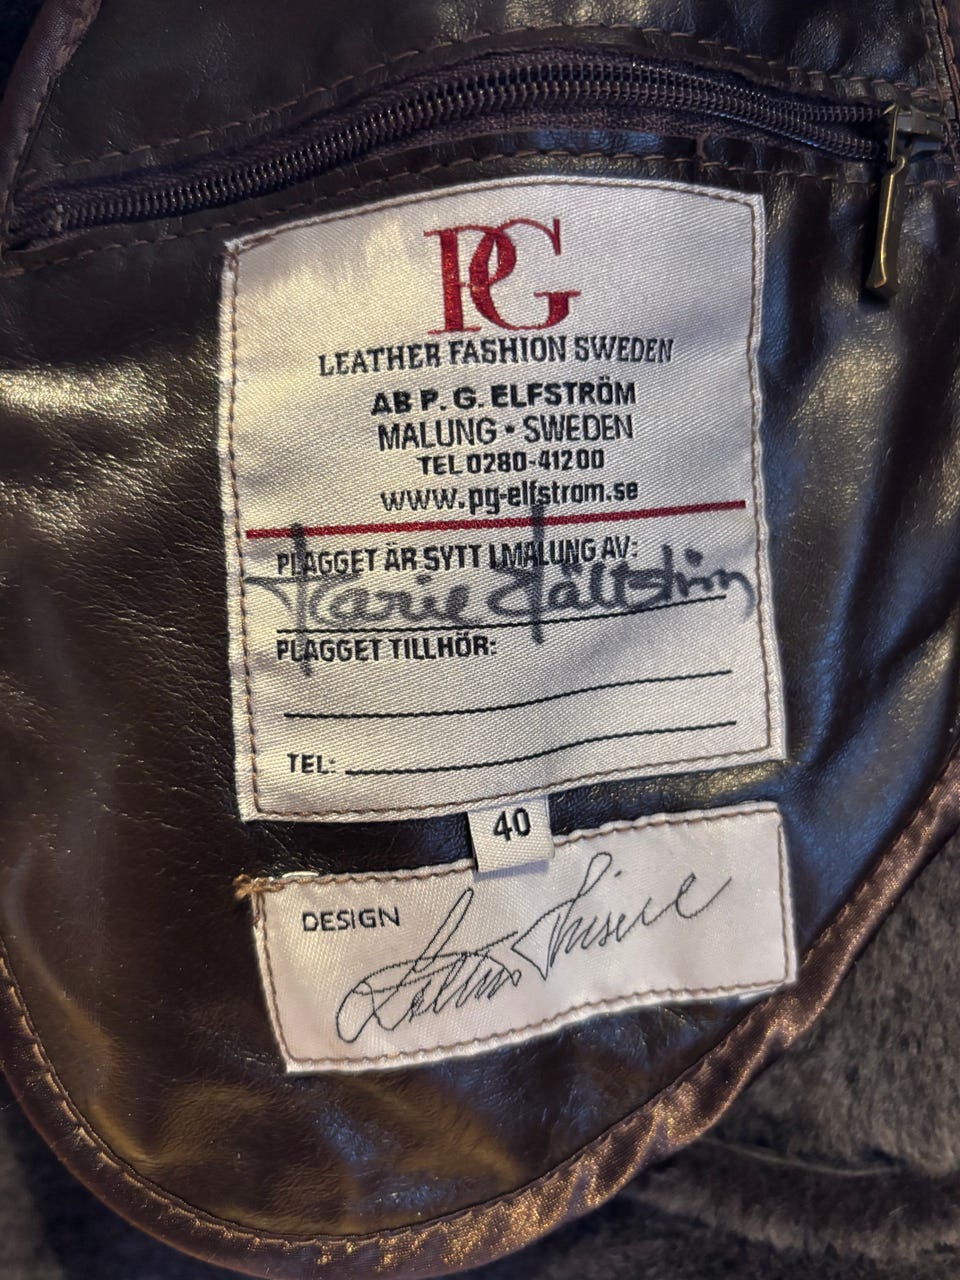 PG
LEATHER FASHION SWEDEN
AB P. G. ELFSTRÖM
MALUNG • SWEDEN
TEL 0280-41200
www.pg-elfstrom.se
PLAGGET ÄR SYTT I MALUNG AV:
PLAGGET TILLHÖR:
TEL:
40
DESIGN